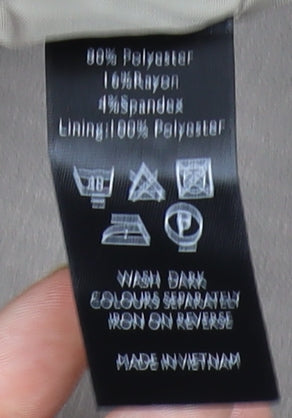 80% Polyester
16%Rayon
4%Spandex
Lining:100% Polyester
P
WASH DARK
COLOURS SEPARATELY
IRON ON REVERSE
MADE IN VIETNAM